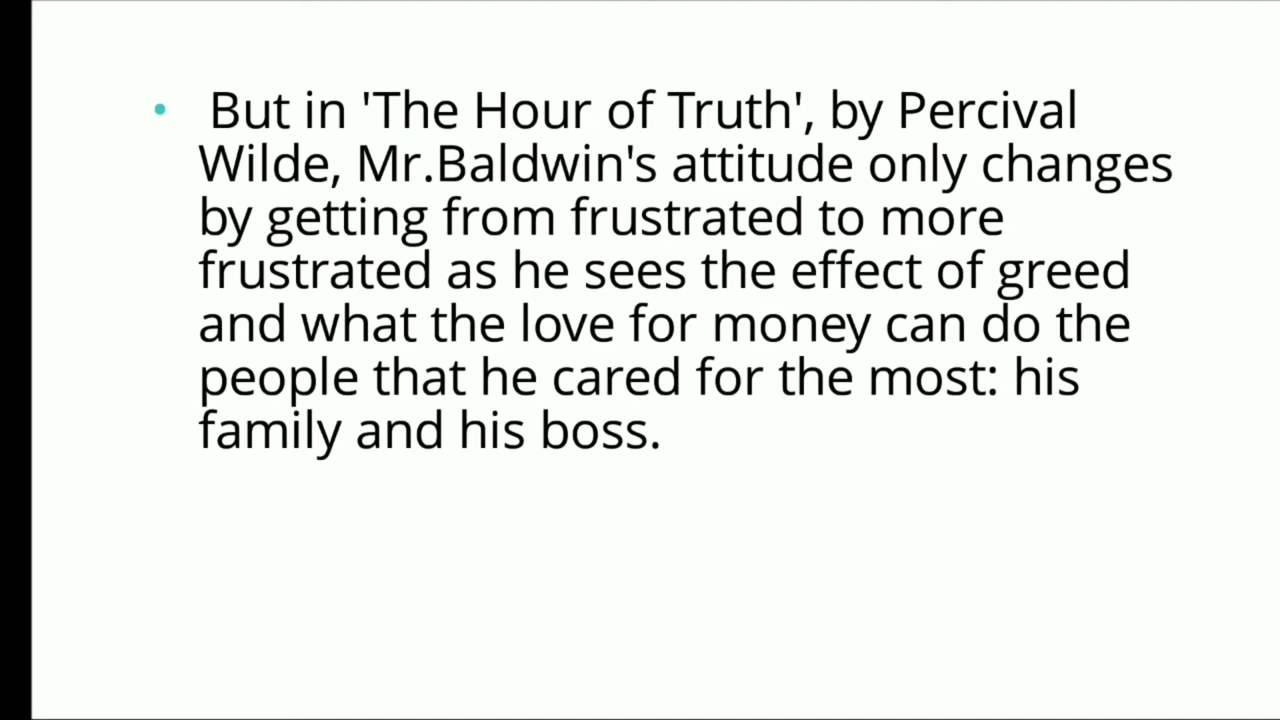 • But in 'The Hour of Truth', by Percival
Wilde, Mr.Baldwin's attitude only changes
by getting from frustrated to more
frustrated as he sees the effect of greed
and what the love for money can do the
people that he cared for the most: his
family and his boss.